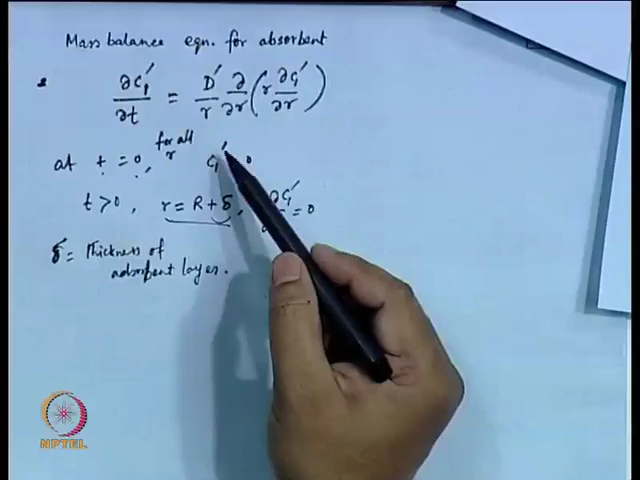 Mass balance eqn. for absorbent
∂C₁'/∂t = D'/r ∂/∂r (r ∂C₁'/∂r)
at t = 0, for all r C₁' 0
t > 0, r = R + δ, ∂C₁' = 0
δ = Thickness of
adsorbent layer.
NPTEL